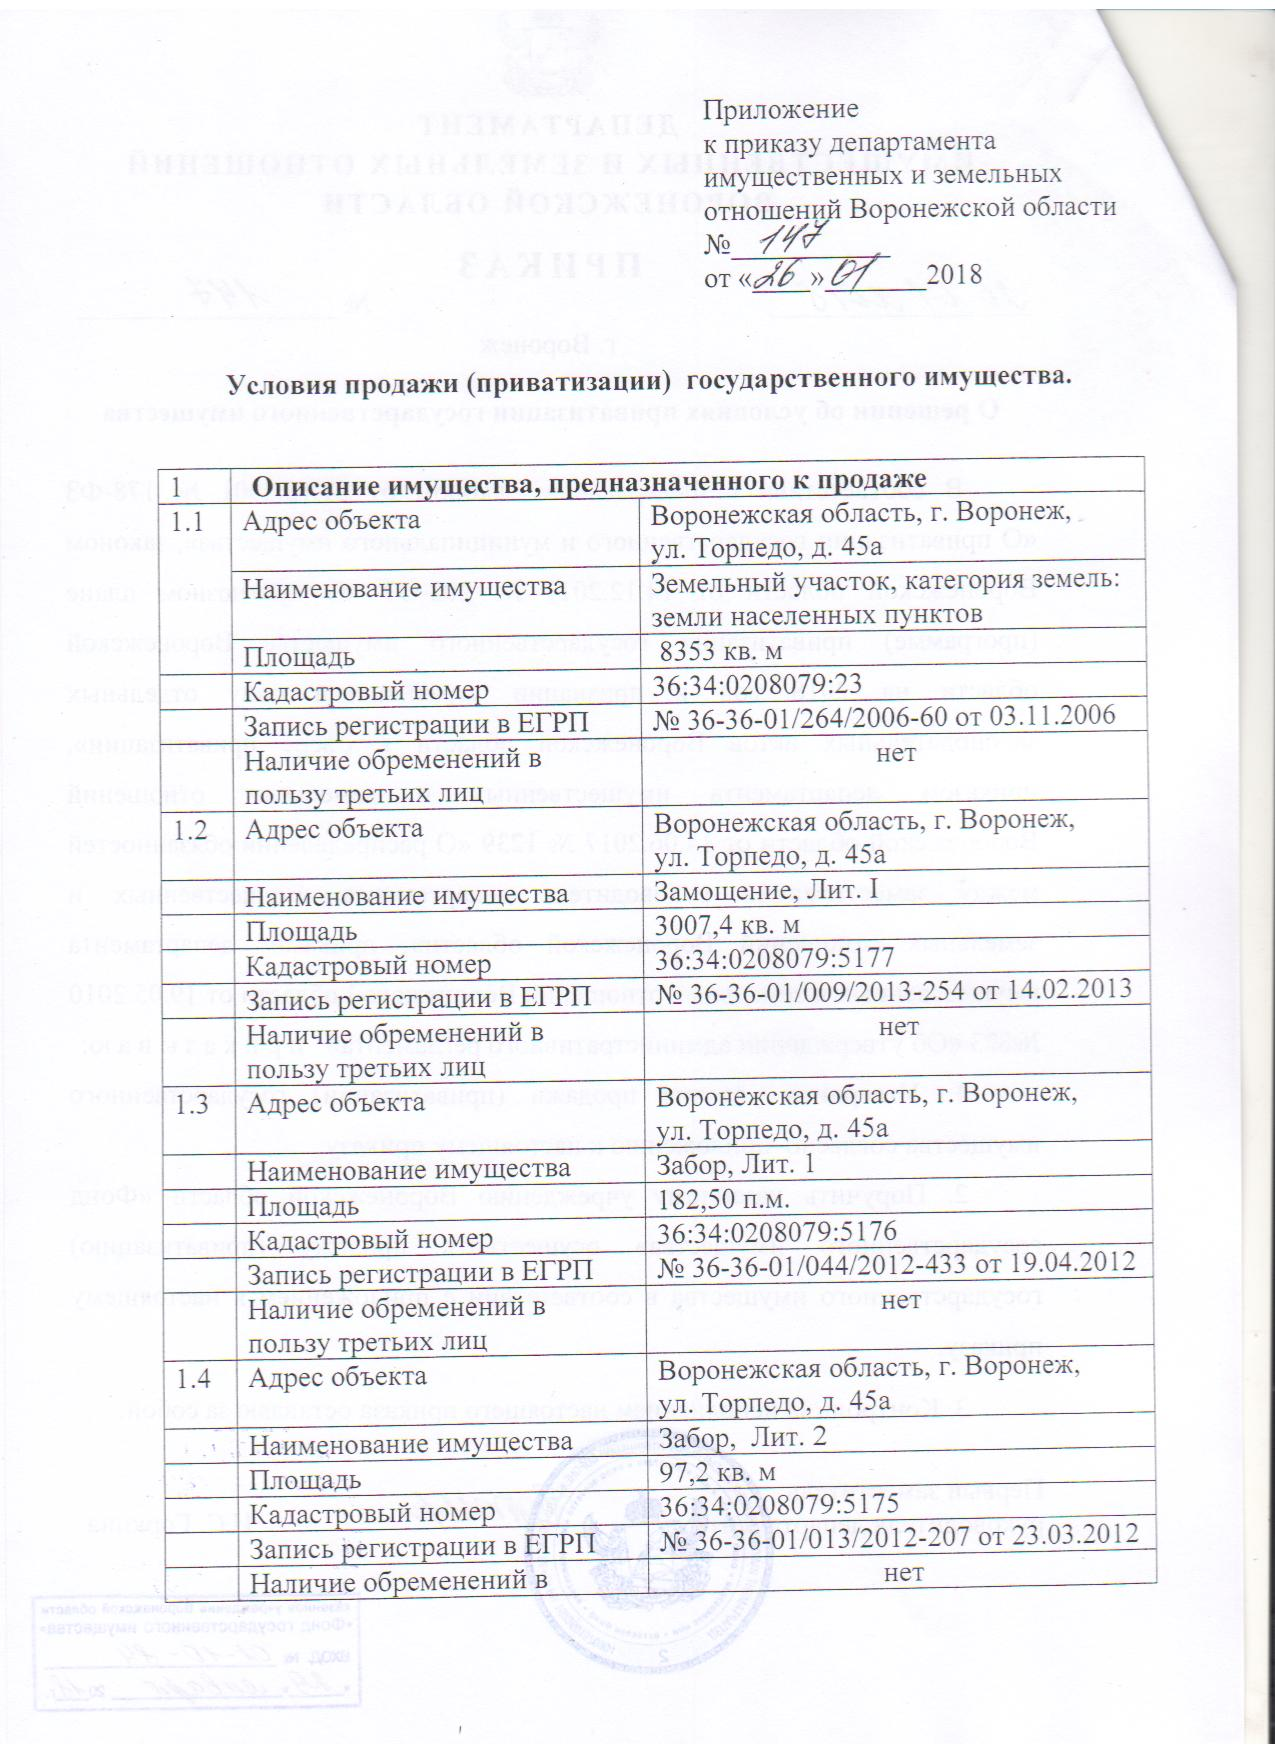 Приложение
к приказу департамента
имущественных и земельных
отношений Воронежской области
№ 147
от «26» 01 2018
Условия продажи (приватизации) государственного имущества.
1 Описание имущества, предназначенного к продаже
1.1 Адрес объекта Воронежская область, г. Воронеж,
ул. Торпедо, д. 45а
Наименование имущества Земельный участок, категория земель:
земли населенных пунктов
Площадь 8353 кв. м
Кадастровый номер 36:34:0208079:23
Запись регистрации в ЕГРП № 36-36-01/264/2006-60 от 03.11.2006
Наличие обременений в нет
пользу третьих лиц
1.2 Адрес объекта Воронежская область, г. Воронеж,
ул. Торпедо, д. 45а
Наименование имущества Замощение, Лит. I
Площадь 3007,4 кв. м
Кадастровый номер 36:34:0208079:5177
Запись регистрации в ЕГРП № 36-36-01/009/2013-254 от 14.02.2013
Наличие обременений в нет
пользу третьих лиц
1.3 Адрес объекта Воронежская область, г. Воронеж,
ул. Торпедо, д. 45а
Наименование имущества Забор, Лит. 1
Площадь 182,50 п.м.
Кадастровый номер 36:34:0208079:5176
Запись регистрации в ЕГРП № 36-36-01/044/2012-433 от 19.04.2012
Наличие обременений в нет
пользу третьих лиц
1.4 Адрес объекта Воронежская область, г. Воронеж,
ул. Торпедо, д. 45а
Наименование имущества Забор, Лит. 2
Площадь 97,2 кв. м
Кадастровый номер 36:34:0208079:5175
Запись регистрации в ЕГРП № 36-36-01/013/2012-207 от 23.03.2012
Наличие обременений в нет